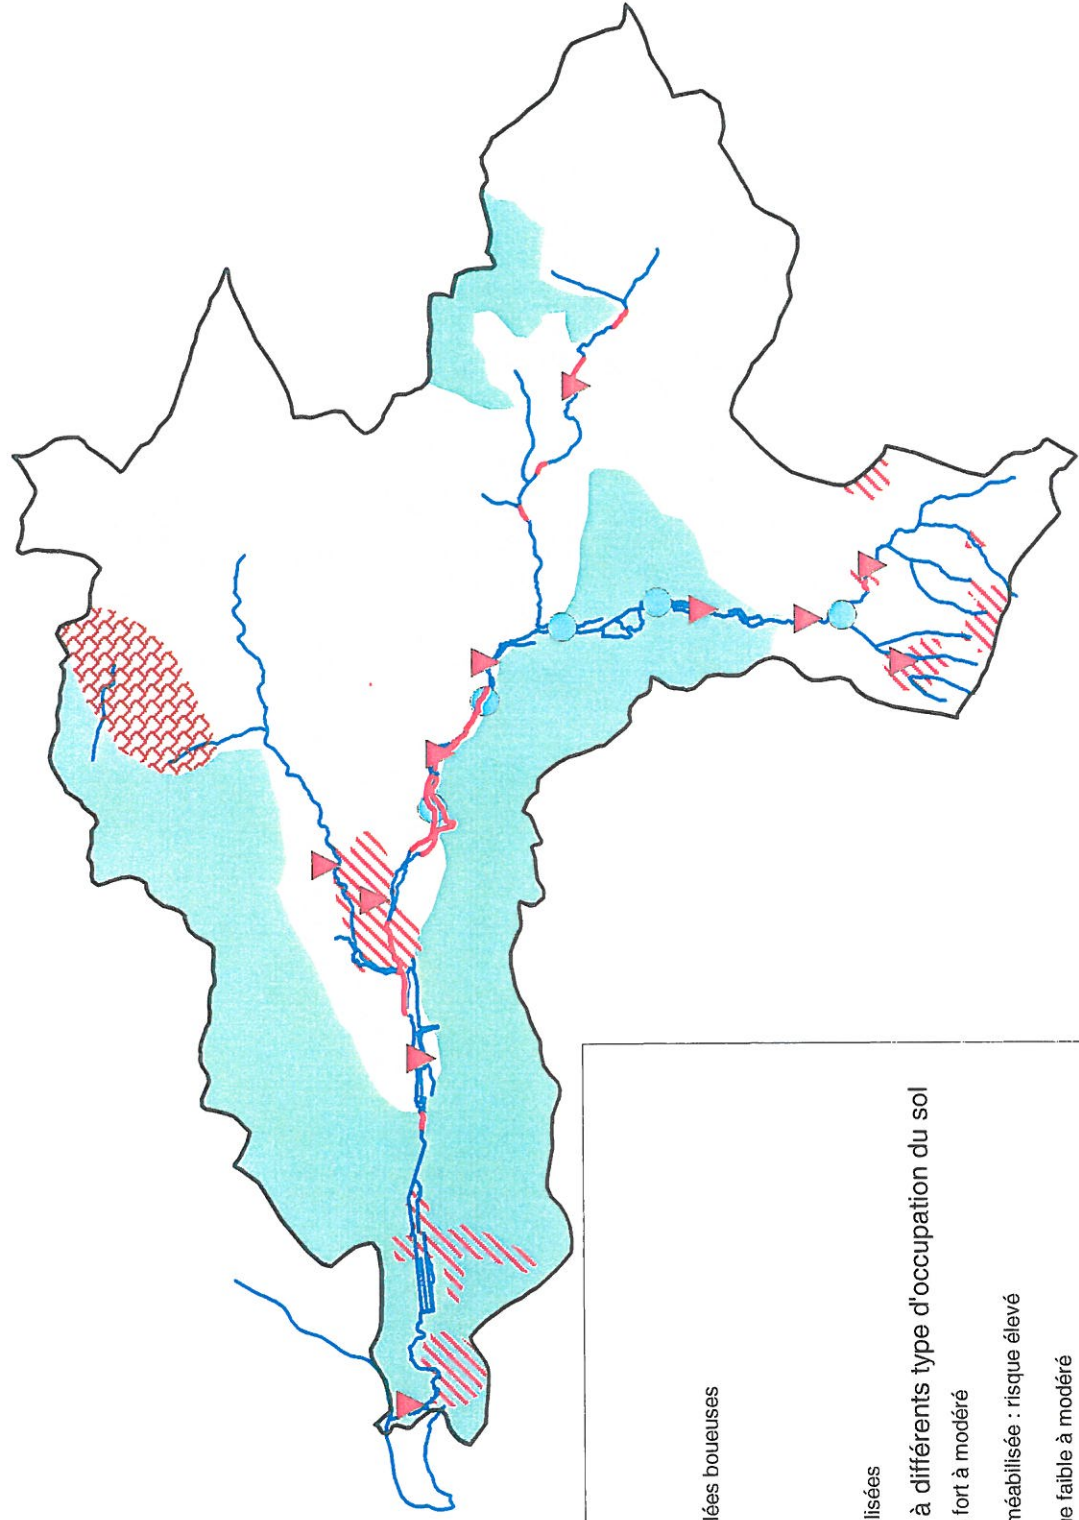 lées boueuses
lisées
à différents type d'occupation du sol
fort à modéré
méabilisée : risque élevé
e faible à modéré